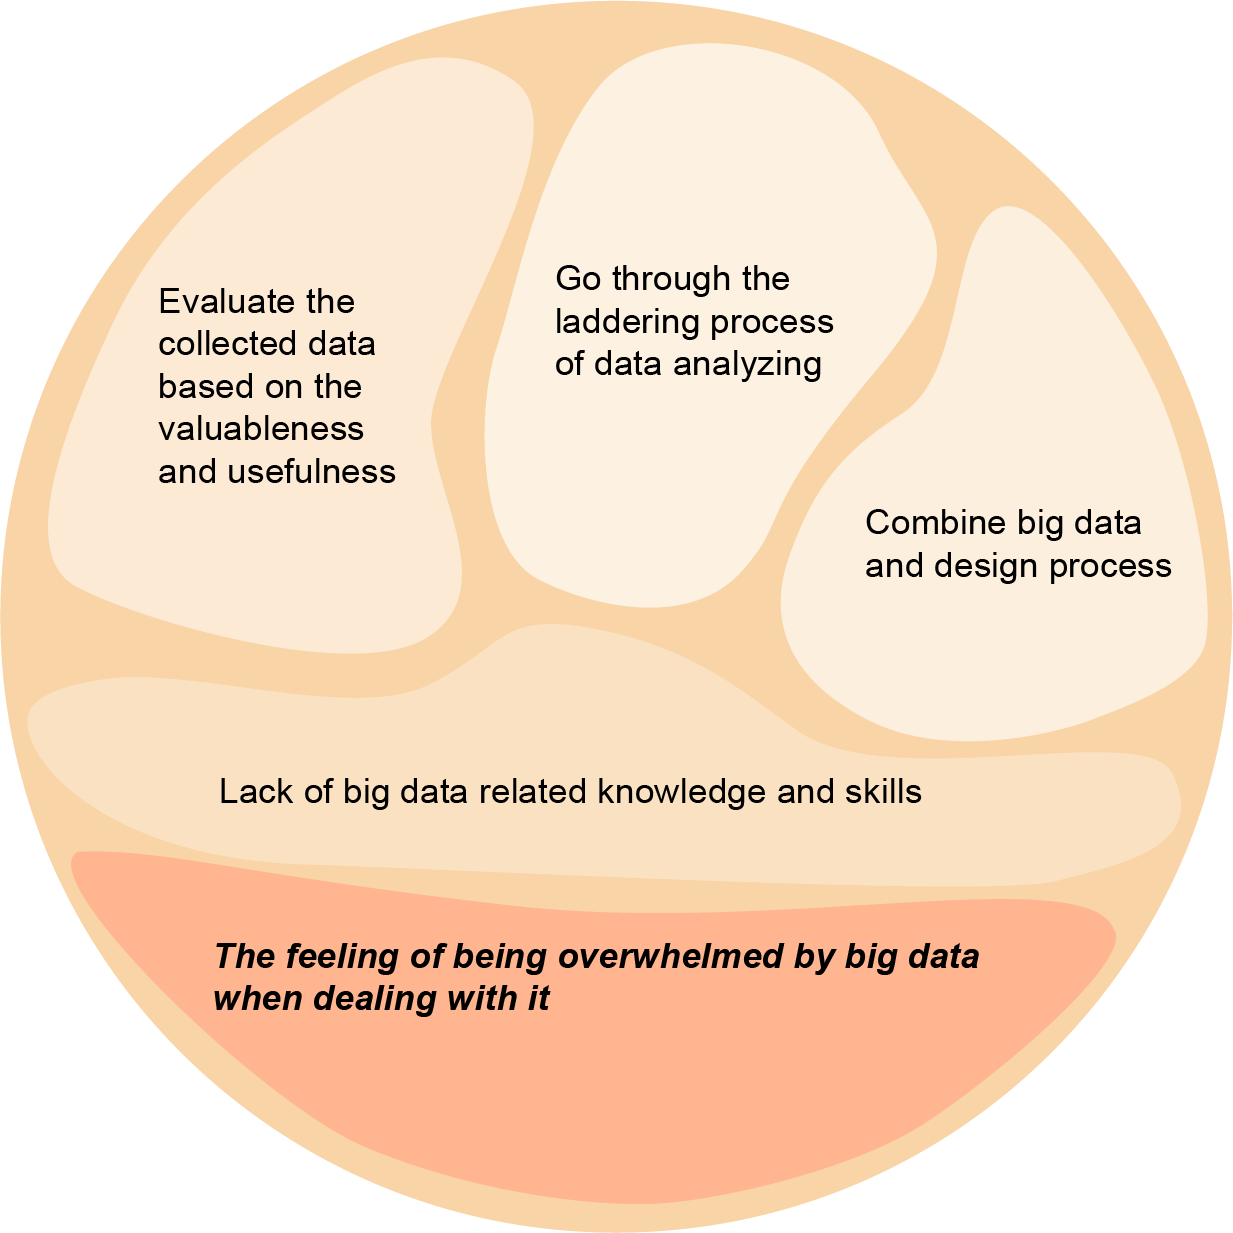 Evaluate the
collected data
based on the
valuableness
and usefulness
Go through the
laddering process
of data analyzing
Combine big data
and design process
Lack of big data related knowledge and skills
The feeling of being overwhelmed by big data
when dealing with it